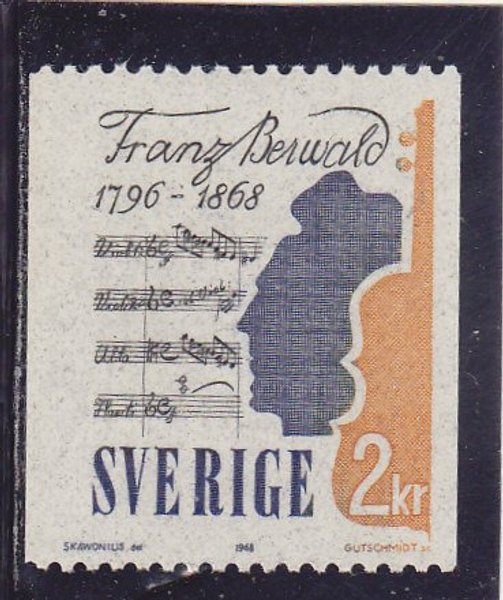 Franz Berwald
1796 - 1868
SVERIGE
2kr
SKAWONIUS del. 1968 GUTSCHMIDT sc.